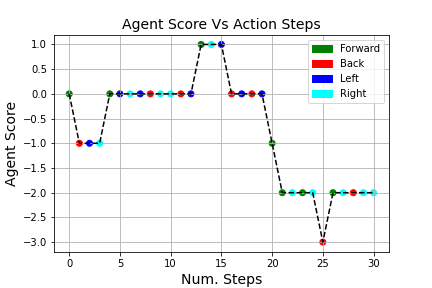 Agent Score Vs Action Steps
Agent Score
1.0
0.5
0.0
−0.5
−1.0
−1.5
−2.0
−2.5
−3.0
Forward
Back
Left
Right
0 5 10 15 20 25 30
Num. Steps